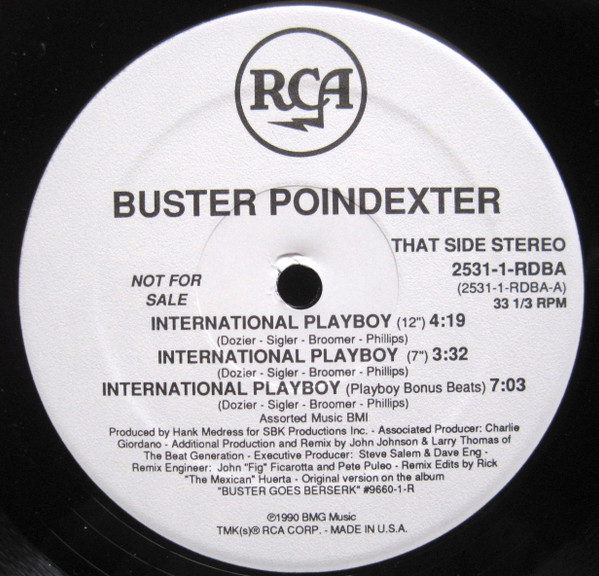 RCA
BUSTER POINDEXTER
THAT SIDE STEREO
2531-1-RDBA
(2531-1-RDBA-A)
33 1/3 RPM
NOT FOR
SALE
INTERNATIONAL PLAYBOY (12") 4:19
(Dozier - Sigler - Broomer - Phillips)
INTERNATIONAL PLAYBOY (7") 3:32
(Dozier - Sigler - Broomer - Phillips)
INTERNATIONAL PLAYBOY (Playboy Bonus Beats) 7:03
(Dozier - Sigler - Broomer - Phillips)
Assorted Music BMI
Produced by Hank Medress for SBK Productions Inc. - Associated Producer: Charlie
Giordano - Additional Production and Remix by John Johnson & Larry Thomas of
The Beat Generation - Executive Producer: Steve Salem & Dave Eng -
Remix Engineer: John "Fig" Ficarotta and Pete Puleo - Remix Edits by Rick
"The Mexican" Huerta - Original version on the album
"BUSTER GOES BERSERK" #9660-1-R
℗1990 BMG Music
TMK(s)® RCA CORP. - MADE IN U.S.A.